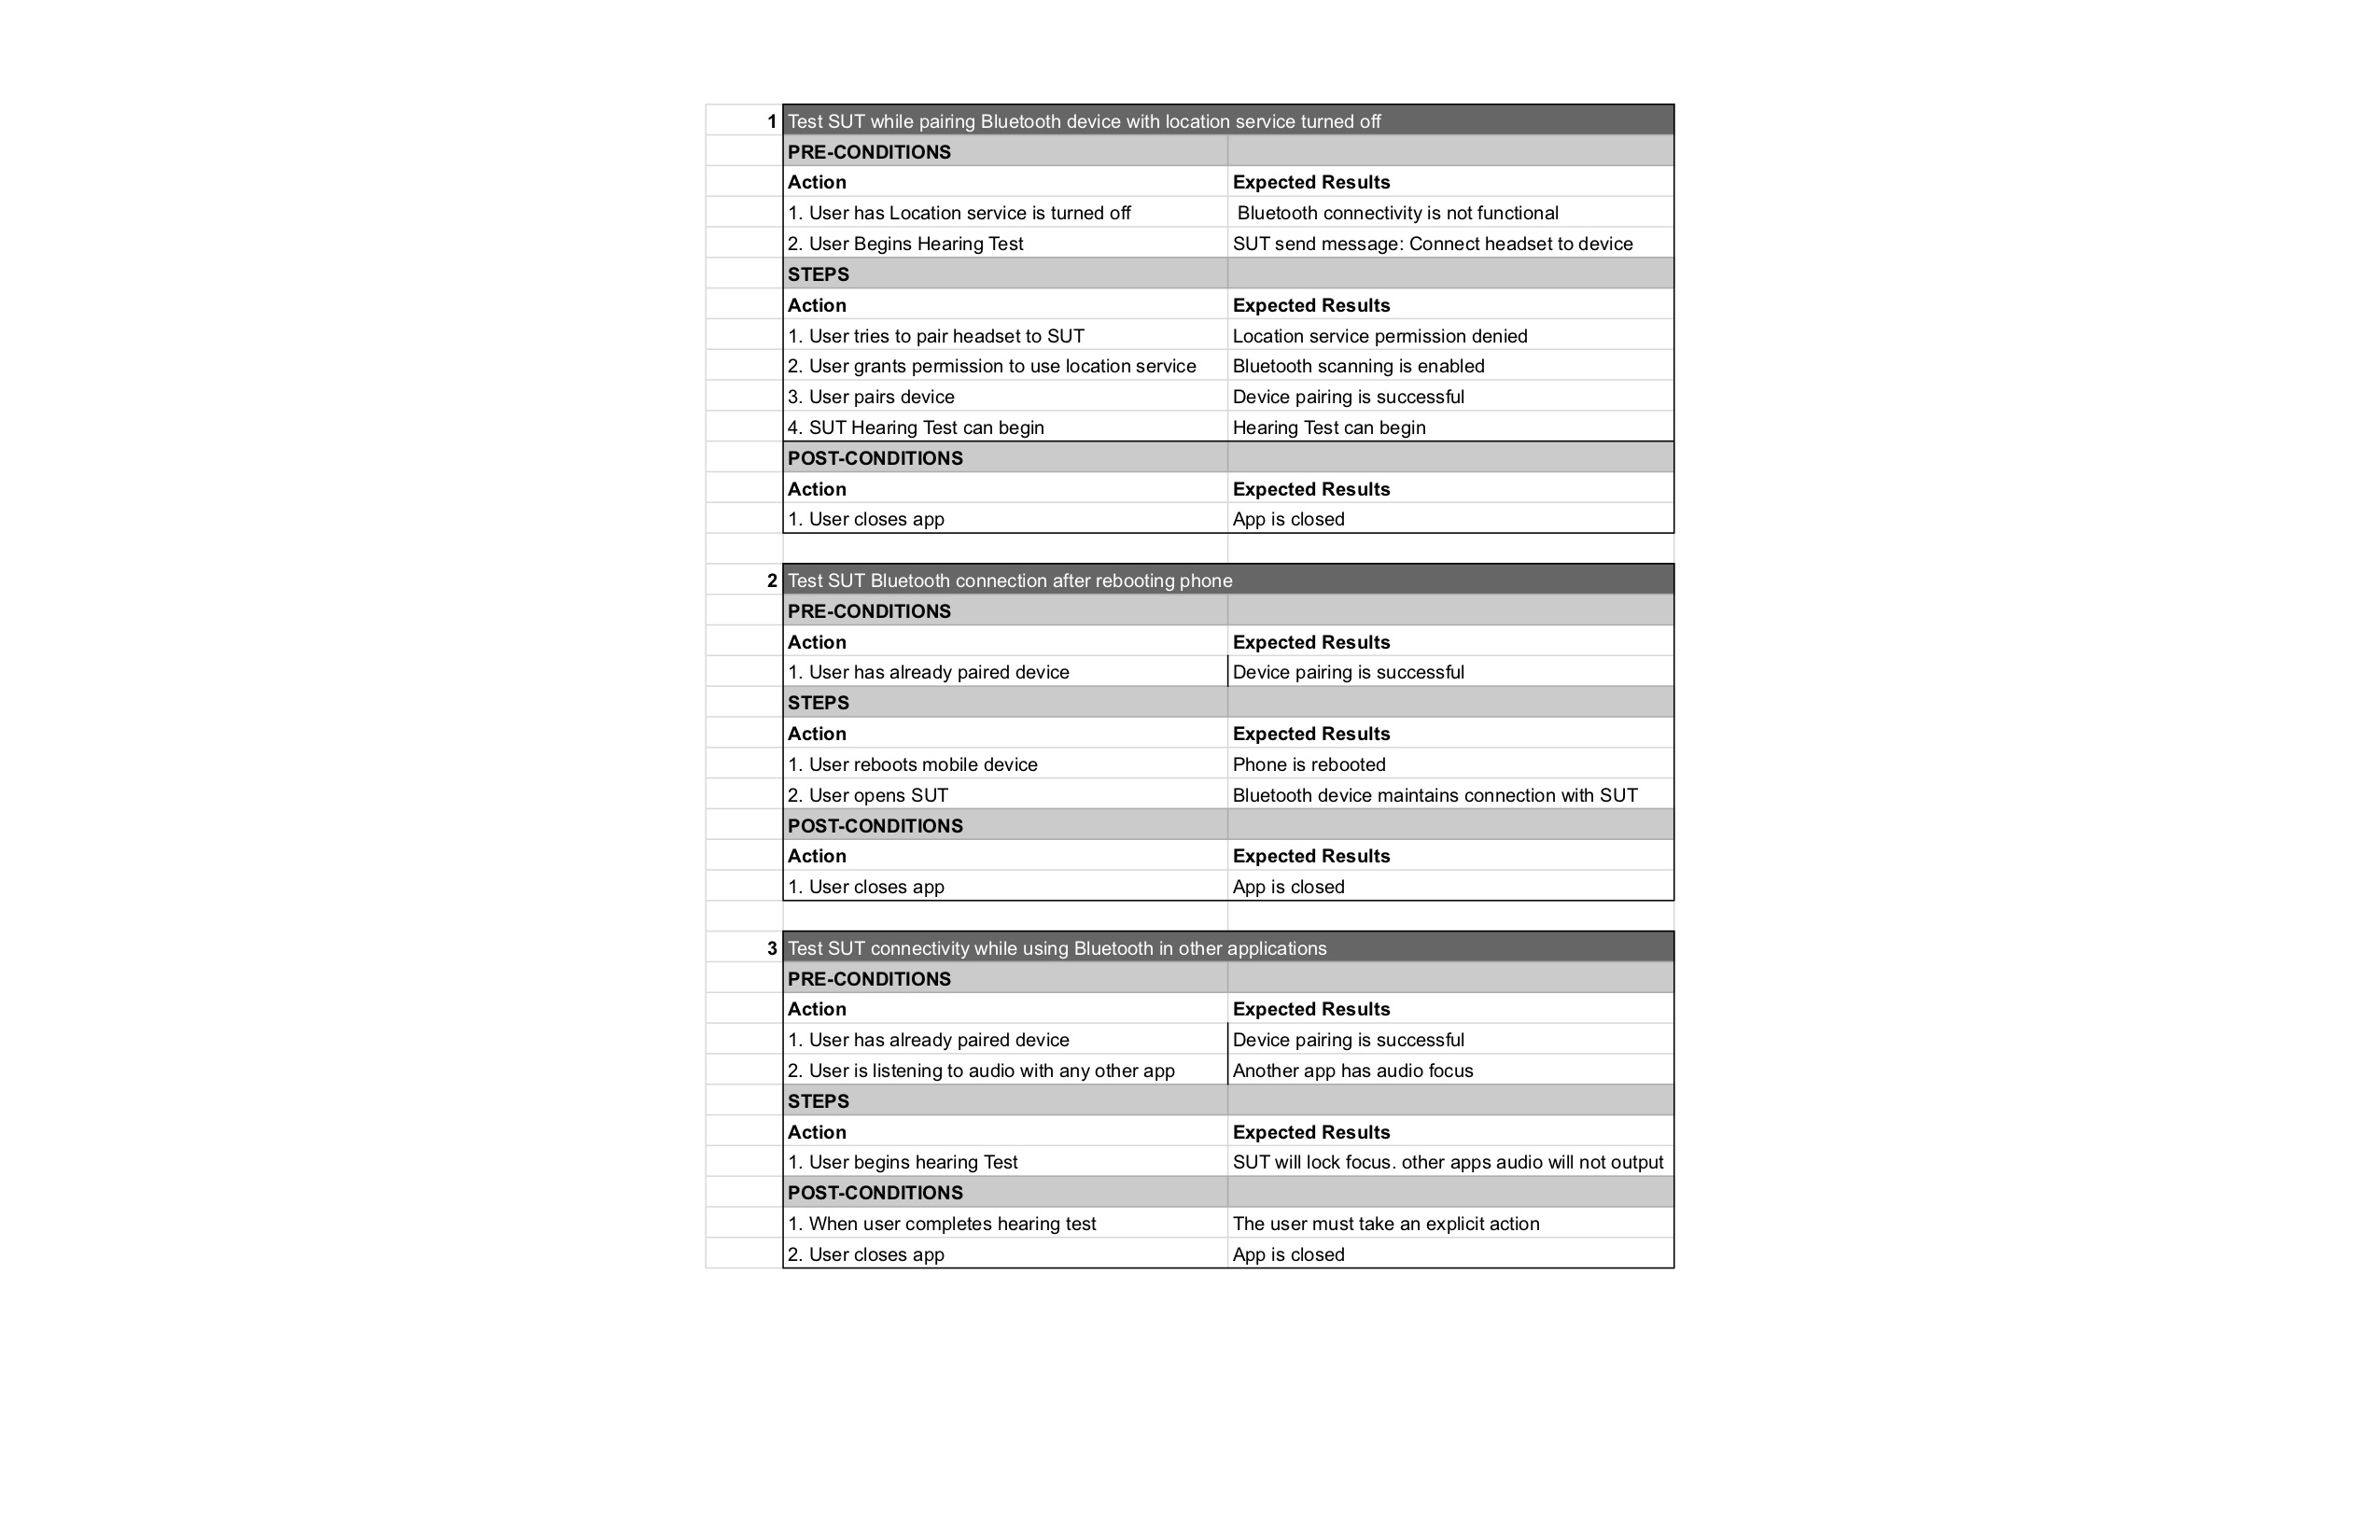 1 Test SUT while pairing Bluetooth device with location service turned off
PRE-CONDITIONS
Action Expected Results
1. User has Location service is turned off Bluetooth connectivity is not functional
2. User Begins Hearing Test SUT send message: Connect headset to device
STEPS
Action Expected Results
1. User tries to pair headset to SUT Location service permission denied
2. User grants permission to use location service Bluetooth scanning is enabled
3. User pairs device Device pairing is successful
4. SUT Hearing Test can begin Hearing Test can begin
POST-CONDITIONS
Action Expected Results
1. User closes app App is closed
2 Test SUT Bluetooth connection after rebooting phone
PRE-CONDITIONS
Action Expected Results
1. User has already paired device Device pairing is successful
STEPS
Action Expected Results
1. User reboots mobile device Phone is rebooted
2. User opens SUT Bluetooth device maintains connection with SUT
POST-CONDITIONS
Action Expected Results
1. User closes app App is closed
3 Test SUT connectivity while using Bluetooth in other applications
PRE-CONDITIONS
Action Expected Results
1. User has already paired device Device pairing is successful
2. User is listening to audio with any other app Another app has audio focus
STEPS
Action Expected Results
1. User begins hearing Test SUT will lock focus. other apps audio will not output
POST-CONDITIONS
1. When user completes hearing test The user must take an explicit action
2. User closes app App is closed